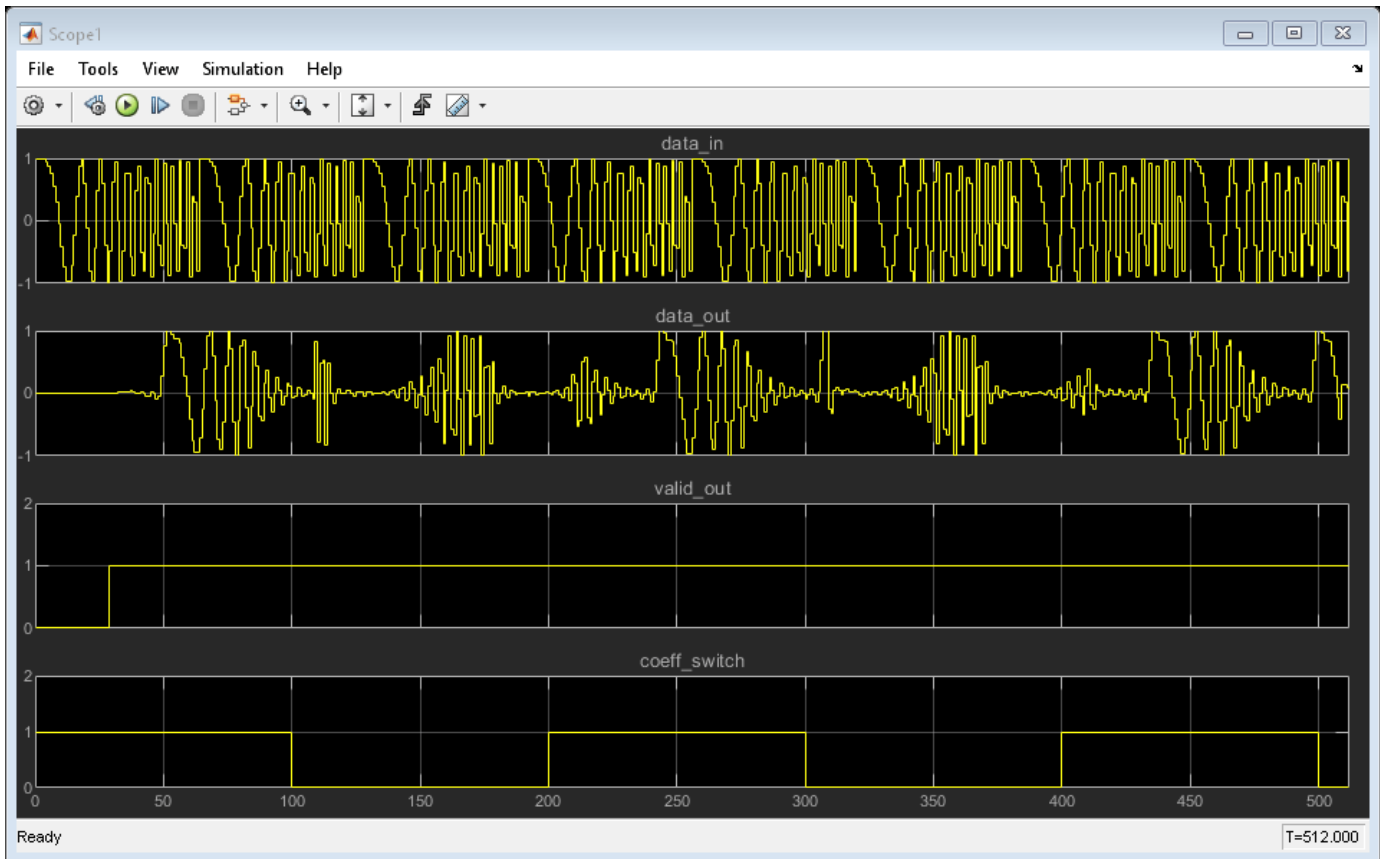 Scope1
File Tools View Simulation Help
data_in
1
0
-1
data_out
1
0
-1
valid_out
2
1
0
coeff_switch
2
1
0
0 50 100 150 200 250 300 350 400 450 500
Ready T=512.000